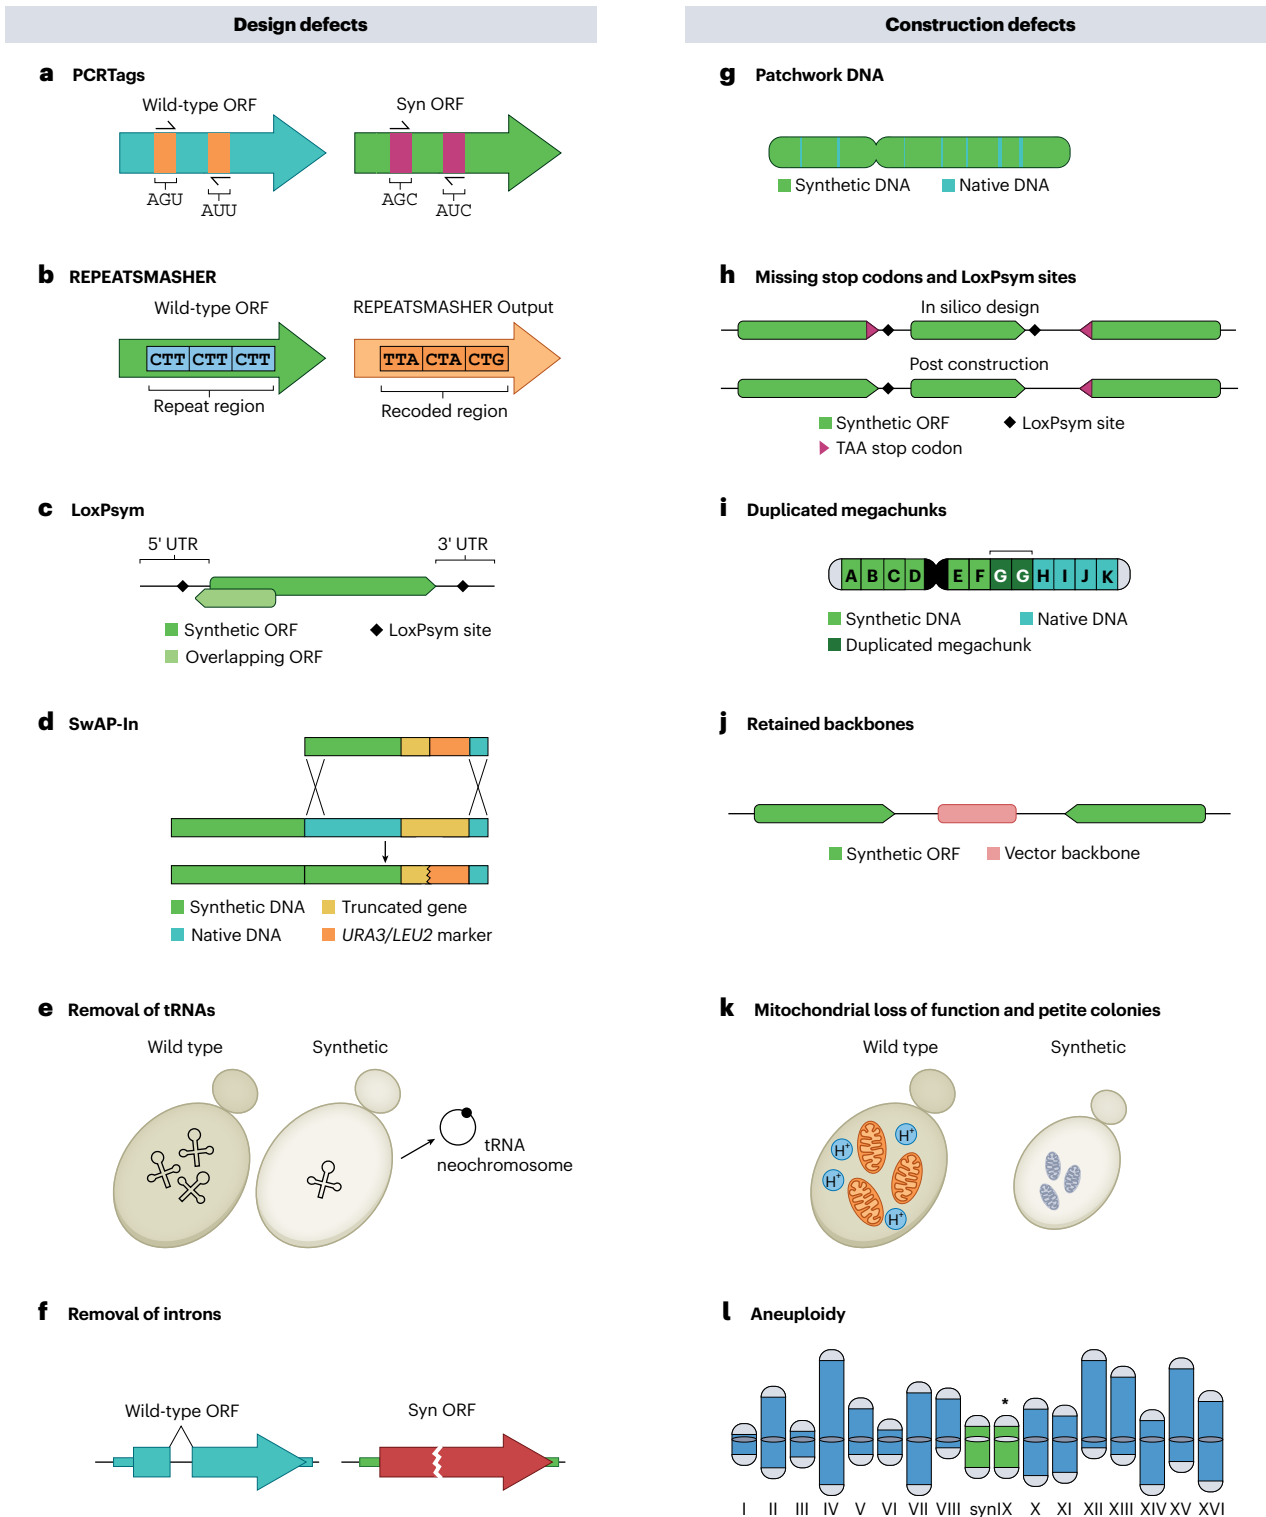 Design defects
a PCRTags
Wild-type ORF
Syn ORF
AGU
AUU
AGC
AUC
b REPEATSMASHER
Wild-type ORF
REPEATSMASHER Output
CTT CTT CTT
TTA CTA CTG
Repeat region
Recoded region
c LoxPsym
5' UTR
3' UTR
Synthetic ORF
LoxPsym site
Overlapping ORF
d SwAP-In
Synthetic DNA
Truncated gene
Native DNA
URA3/LEU2 marker
e Removal of tRNAs
Wild type
Synthetic
tRNA
neochromosome
f Removal of introns
Wild-type ORF
Syn ORF
Construction defects
g Patchwork DNA
Synthetic DNA
Native DNA
h Missing stop codons and LoxPsym sites
In silico design
Post construction
Synthetic ORF
LoxPsym site
TAA stop codon
i Duplicated megachunks
A B C D E F G G H I J K
Synthetic DNA
Native DNA
Duplicated megachunk
j Retained backbones
Synthetic ORF
Vector backbone
k Mitochondrial loss of function and petite colonies
Wild type
Synthetic
H+
H+
H+
H+
l Aneuploidy
*
I II III IV V VI VII VIII synIX X XI XII XIII XIV XV XVI